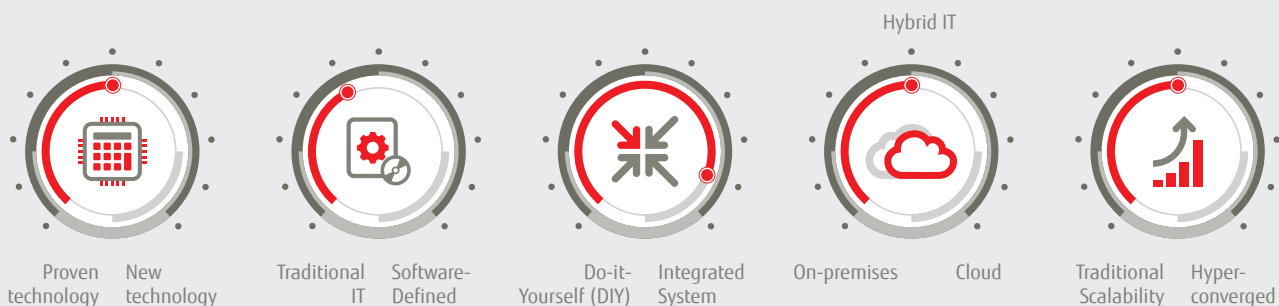 Hybrid IT
Proven
technology
New
technology
Traditional
IT
Software-
Defined
Do-it-
Yourself (DIY)
Integrated
System
On-premises
Cloud
Traditional
Scalability
Hyper-
converged